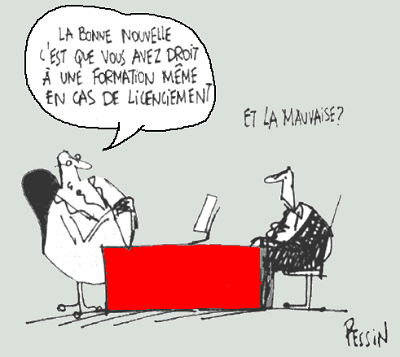 LA BONNE NOUVELLE
C'EST QUE VOUS AVEZ DROIT
À UNE FORMATION MÊME
EN CAS DE LICENCIEMENT
ET LA MAUVAISE?
PESSIN